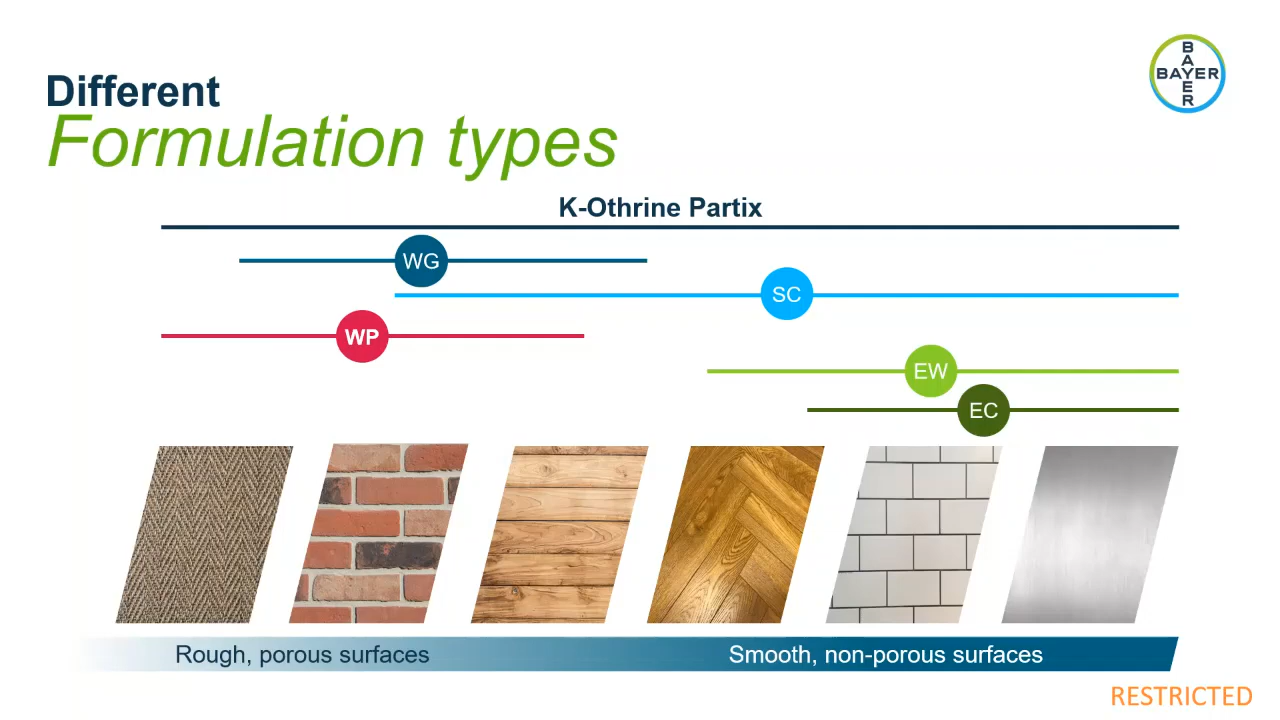 Different
Formulation types
BAYER
BAYER
K-Othrine Partix
WG
SC
WP
EW
EC
Rough, porous surfaces
Smooth, non-porous surfaces
RESTRICTED